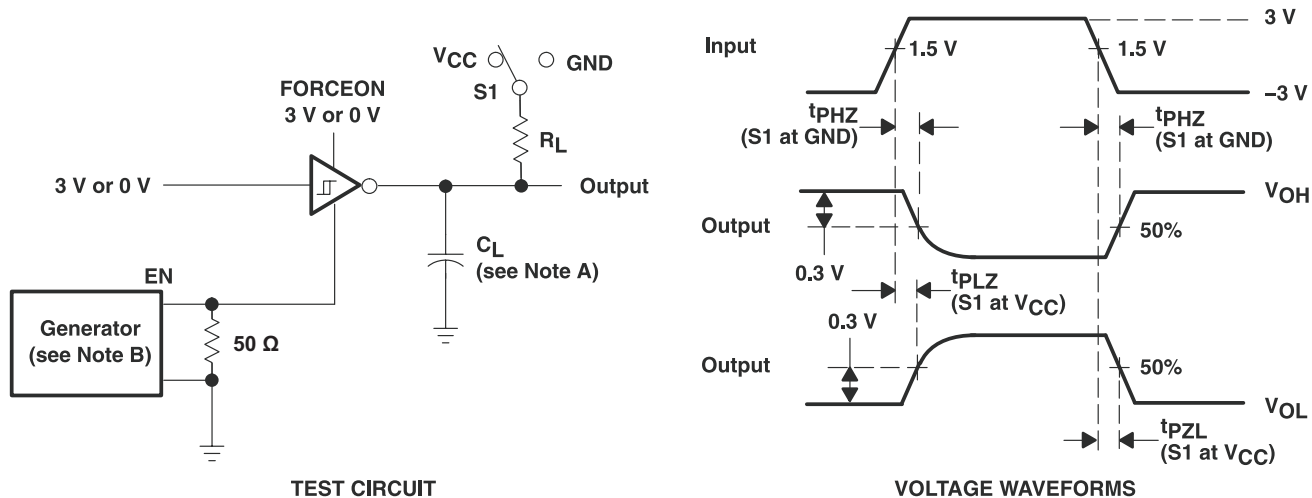 VCC
GND
S1
FORCEON
3 V or 0 V
RL
3 V or 0 V
Output
CL
(see Note A)
EN
Generator
(see Note B)
50 Ω
TEST CIRCUIT
Input
3 V
1.5 V
1.5 V
−3 V
tPHZ
(S1 at GND)
tPHZ
(S1 at GND)
Output
VOH
50%
0.3 V
tPLZ
(S1 at VCC)
0.3 V
Output
50%
VOL
tPZL
(S1 at VCC)
VOLTAGE WAVEFORMS